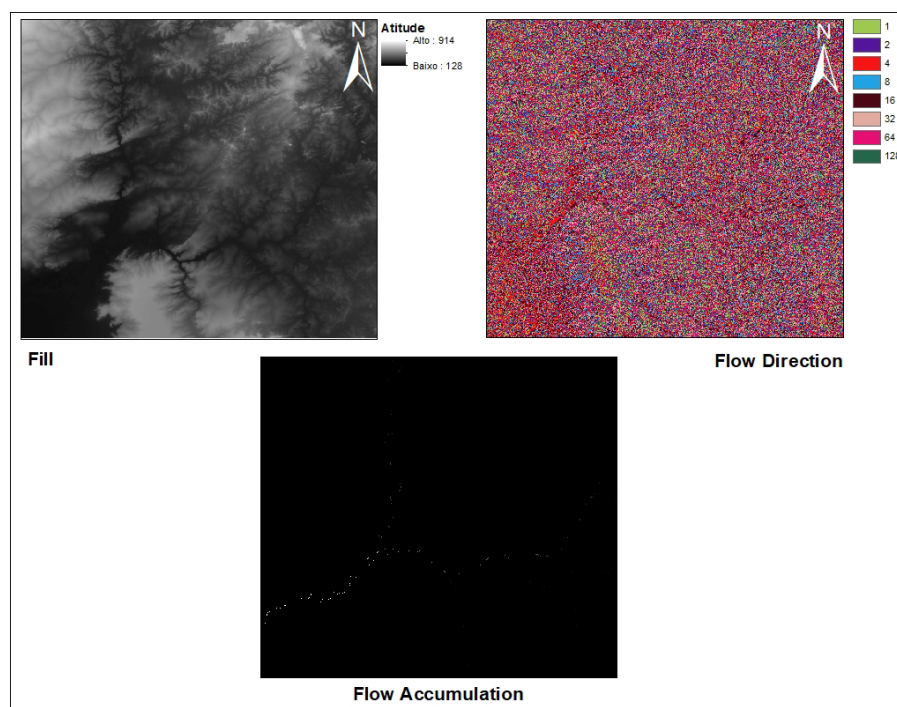 N
Atitude
Alto : 914
Baixo : 128
Fill
N
1
2
4
8
16
32
64
128
Flow Direction
Flow Accumulation